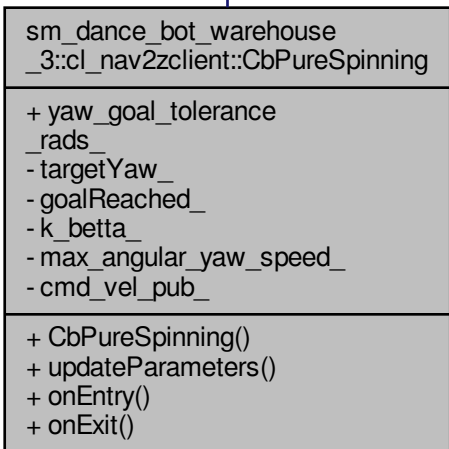 sm_dance_bot_warehouse
_3::cl_nav2zclient::CbPureSpinning
+ yaw_goal_tolerance
_rads_
- targetYaw_
- goalReached_
- k_betta_
- max_angular_yaw_speed_
- cmd_vel_pub_
+ CbPureSpinning()
+ updateParameters()
+ onEntry()
+ onExit()